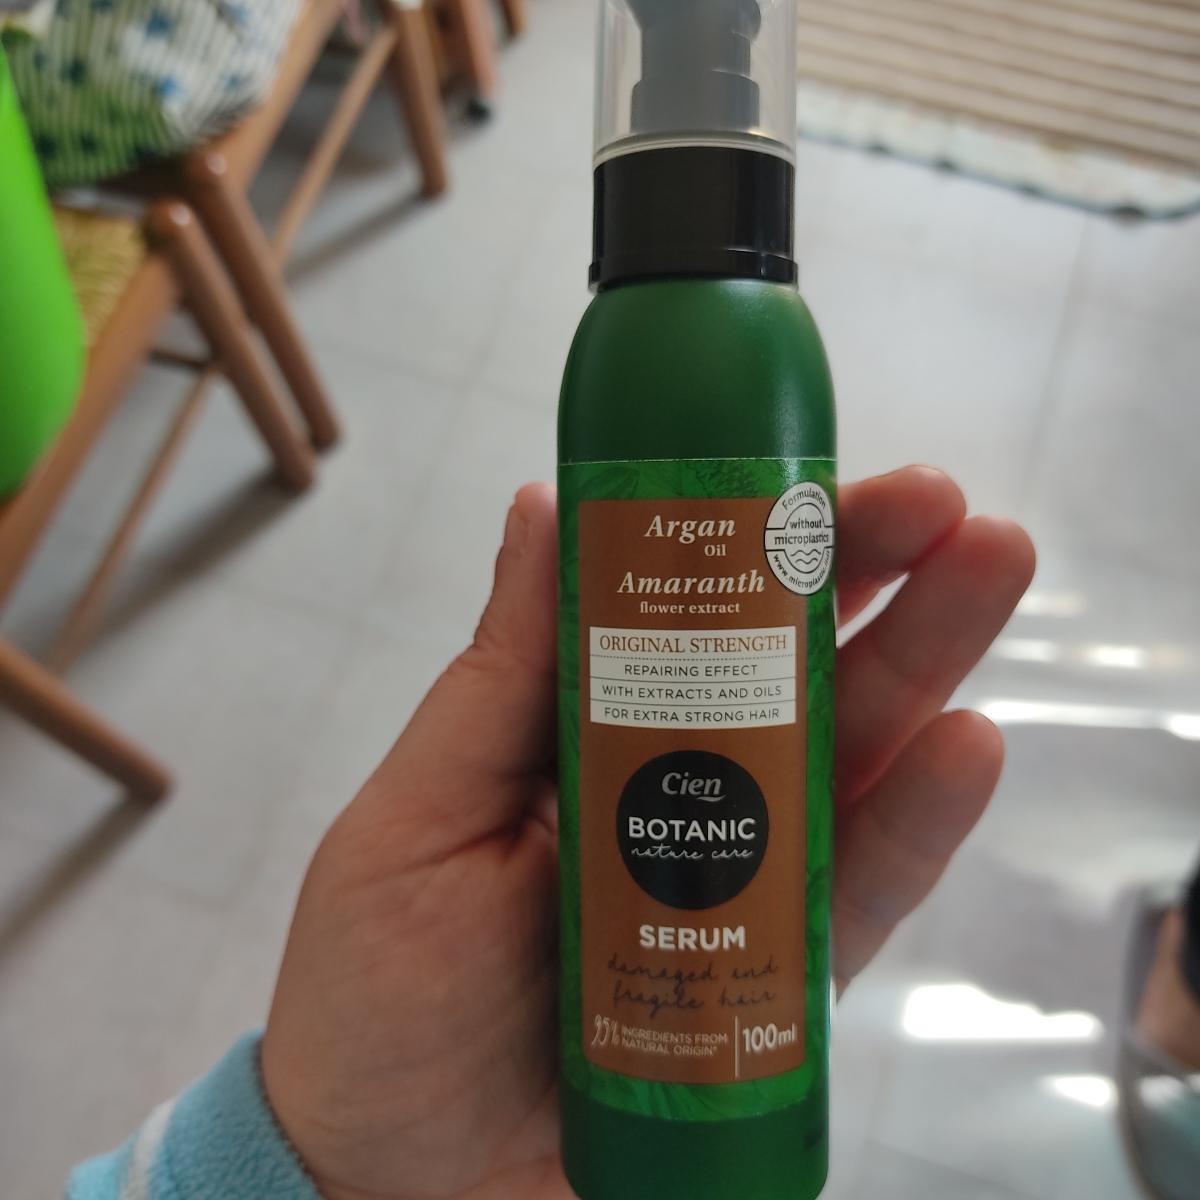 Argan
Oil
Amaranth
flower extract
Formulation
without
microplastics
ORIGINAL STRENGTH
REPAIRING EFFECT
WITH EXTRACTS AND OILS
FOR EXTRA STRONG HAIR
Cien
BOTANIC
nature care
SERUM
damaged and
fragile hair
95% INGREDIENTS FROM
NATURAL ORIGIN*
100ml